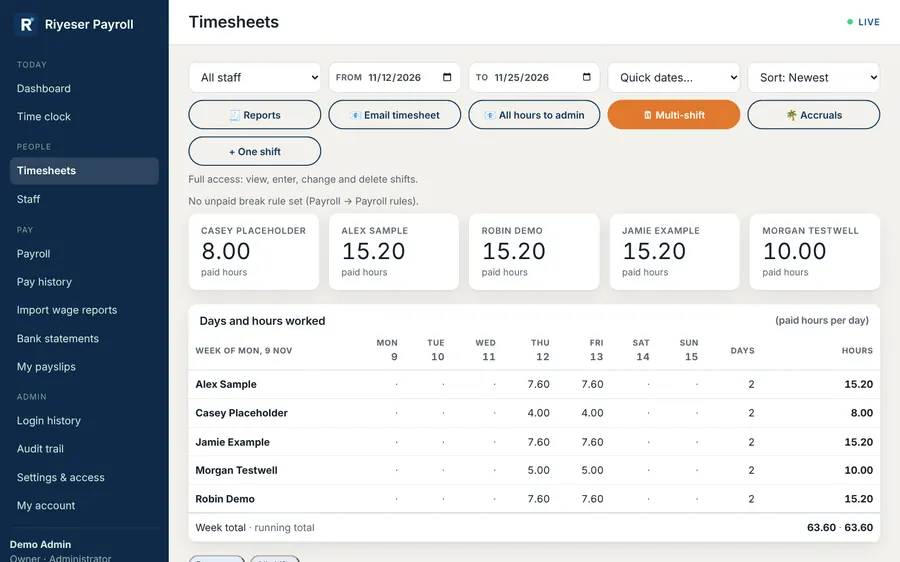 Riyeser Payroll
TODAY
Dashboard
Time clock
PEOPLE
Timesheets
Staff
PAY
Payroll
Pay history
Import wage reports
Bank statements
My payslips
ADMIN
Login history
Audit trail
Settings & access
My account
Demo Admin
Owner · Administrator
Timesheets
LIVE
All staff
FROM 11/12/2026
TO 11/25/2026
Quick dates...
Sort: Newest
Reports
Email timesheet
All hours to admin
Multi-shift
Accruals
+ One shift
Full access: view, enter, change and delete shifts.
No unpaid break rule set (Payroll → Payroll rules).
CASEY PLACEHOLDER
8.00
paid hours
ALEX SAMPLE
15.20
paid hours
ROBIN DEMO
15.20
paid hours
JAMIE EXAMPLE
15.20
paid hours
MORGAN TESTWELL
10.00
paid hours
Days and hours worked (paid hours per day)
WEEK OF MON, 9 NOV MON 9 TUE 10 WED 11 THU 12 FRI 13 SAT 14 SUN 15 DAYS HOURS
Alex Sample · · · 7.60 7.60 · · 2 15.20
Casey Placeholder · · · 4.00 4.00 · · 2 8.00
Jamie Example · · · 7.60 7.60 · · 2 15.20
Morgan Testwell · · · 5.00 5.00 · · 2 10.00
Robin Demo · · · 7.60 7.60 · · 2 15.20
Week total · running total 63.60 · 63.60